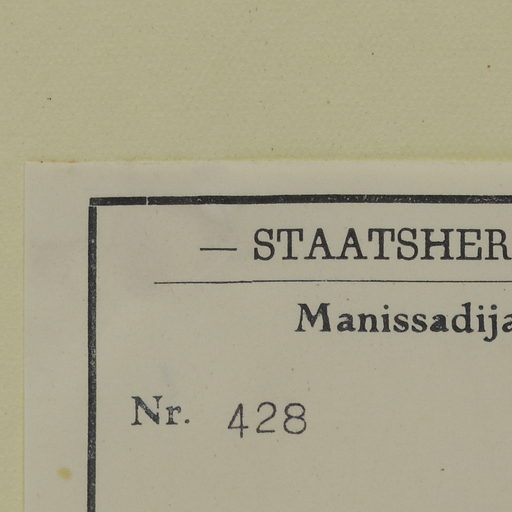 — STAATSHER
Manissadija
Nr. 428